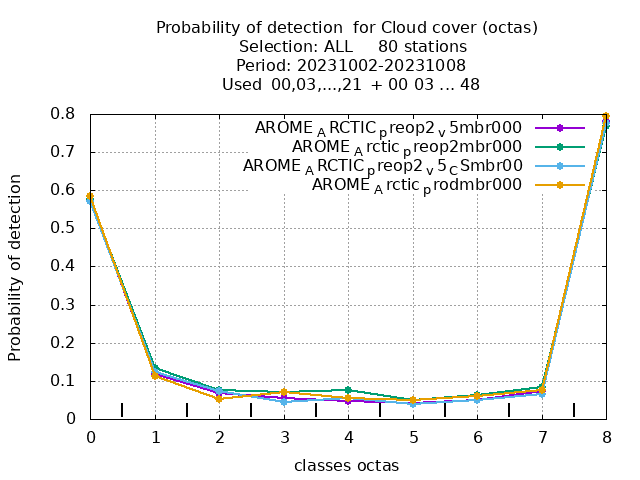 Probability of detection  for Cloud cover (octas)
Selection: ALL     80 stations
Period: 20231002-20231008
Used  00,03,...,21  + 00 03 ... 48
0.8
0.7
0.6
0.5
0.4
0.3
0.2
0.1
0
Probability of detection
AROME_ARCTIC_preop2_v5mbr000
AROME_Arctic_preop2mbr000
AROME_ARCTIC_preop2_v5_CSmbr00
AROME_Arctic_prodmbr000
0 1 2 3 4 5 6 7 8
classes octas